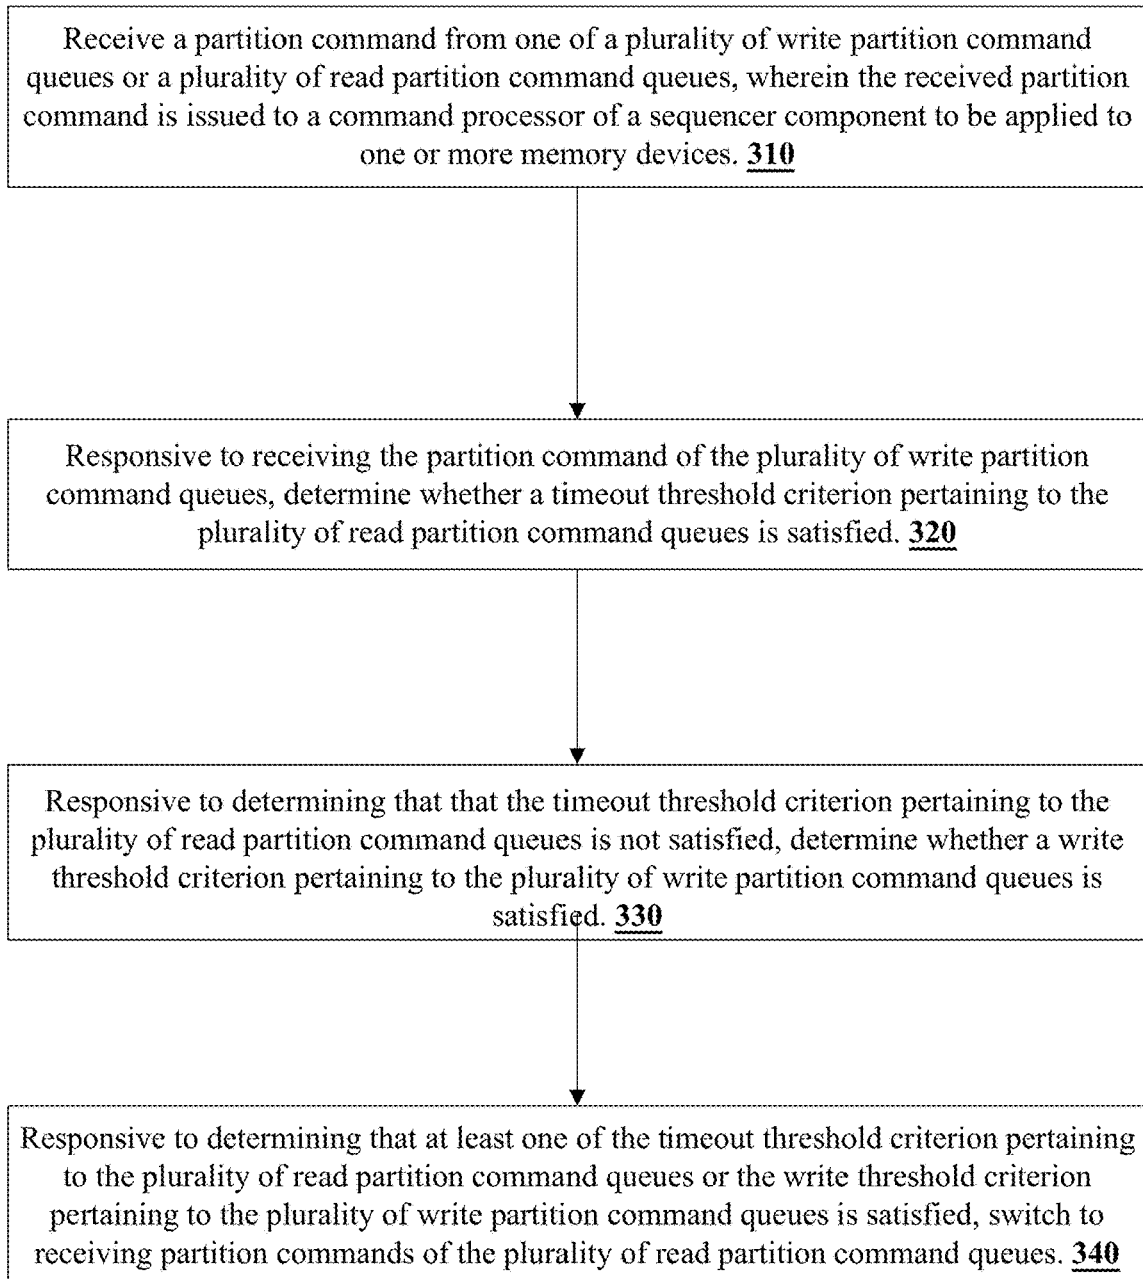 Receive a partition command from one of a plurality of write partition command
queues or a plurality of read partition command queues, wherein the received partition
command is issued to a command processor of a sequencer component to be applied to
one or more memory devices. 310
Responsive to receiving the partition command of the plurality of write partition
command queues, determine whether a timeout threshold criterion pertaining to the
plurality of read partition command queues is satisfied. 320
Responsive to determining that that the timeout threshold criterion pertaining to the
plurality of read partition command queues is not satisfied, determine whether a write
threshold criterion pertaining to the plurality of write partition command queues is
satisfied. 330
Responsive to determining that at least one of the timeout threshold criterion pertaining
to the plurality of read partition command queues or the write threshold criterion
pertaining to the plurality of write partition command queues is satisfied, switch to
receiving partition commands of the plurality of read partition command queues. 340